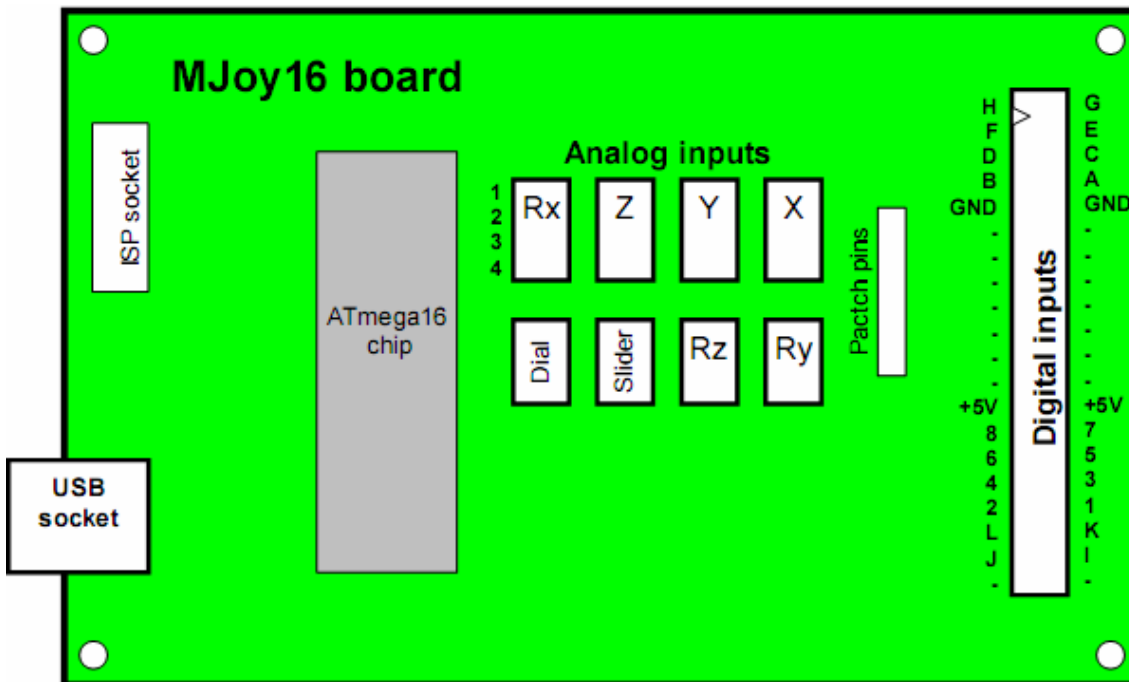 MJoy16 board
ISP socket
ATmega16
chip
USB
socket
Analog inputs
1
2
3
4
Rx
Z
Y
X
Dial
Slider
Rz
Ry
Pactch pins
Digital inputs
H
F
D
B
GND
-
-
-
-
-
-
-
+5V
8
6
4
2
L
J
-
G
E
C
A
GND
-
-
-
-
-
-
-
+5V
7
5
3
1
K
I
-